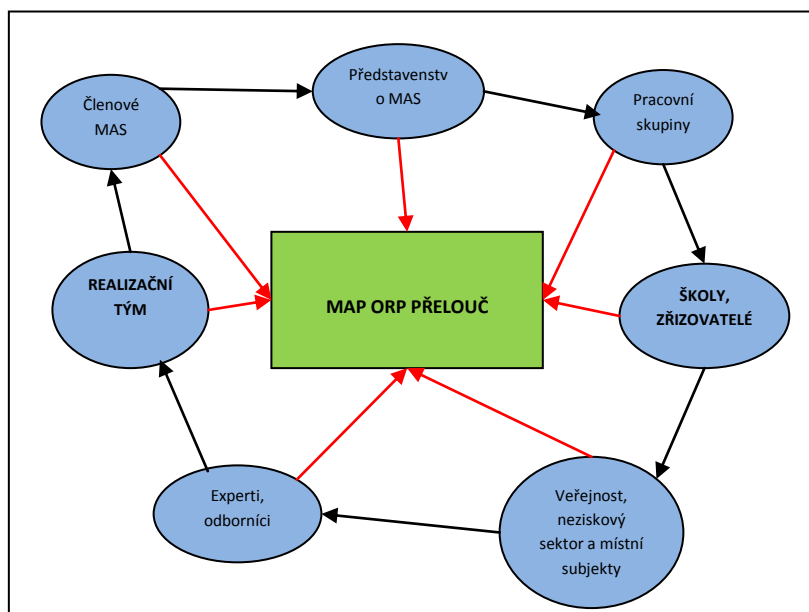 Členové
MAS
Představenstv
o MAS
Pracovní
skupiny
REALIZAČNÍ
TÝM
MAP ORP PŘELOUČ
ŠKOLY,
ZŘIZOVATELÉ
Experti,
odborníci
Veřejnost,
neziskový
sektor a místní
subjekty